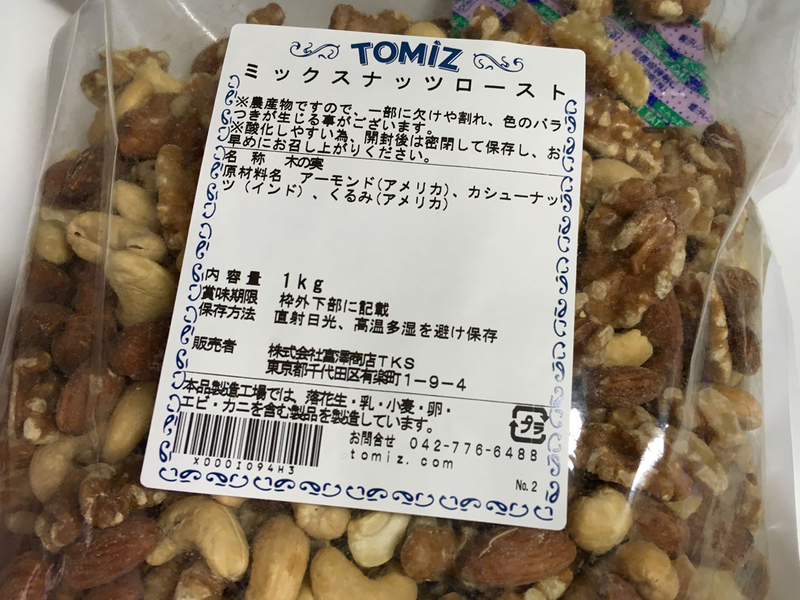 TOMIZ
ミックスナッツロースト
※農産物ですので、一部に欠けや割れ、色のバラ
つきが生じる事がございます。
※酸化しやすい為、開封後は密閉して保存し、お
早めにお召し上がりください。
名 称 木の実
原材料名 アーモンド(アメリカ)、カシューナッ
ツ(インド)、くるみ(アメリカ)
内容量 1kg
賞味期限 枠外下部に記載
保存方法 直射日光、高温多湿を避け保存
販売者 株式会社富澤商店TKS
東京都千代田区有楽町1-9-4
本品製造工場では、落花生・乳・小麦・卵・
エビ・カニを含む製品を製造しています。
プラ
お問合せ 042-776-6488
tomiz.com
X000I094H3
No.2